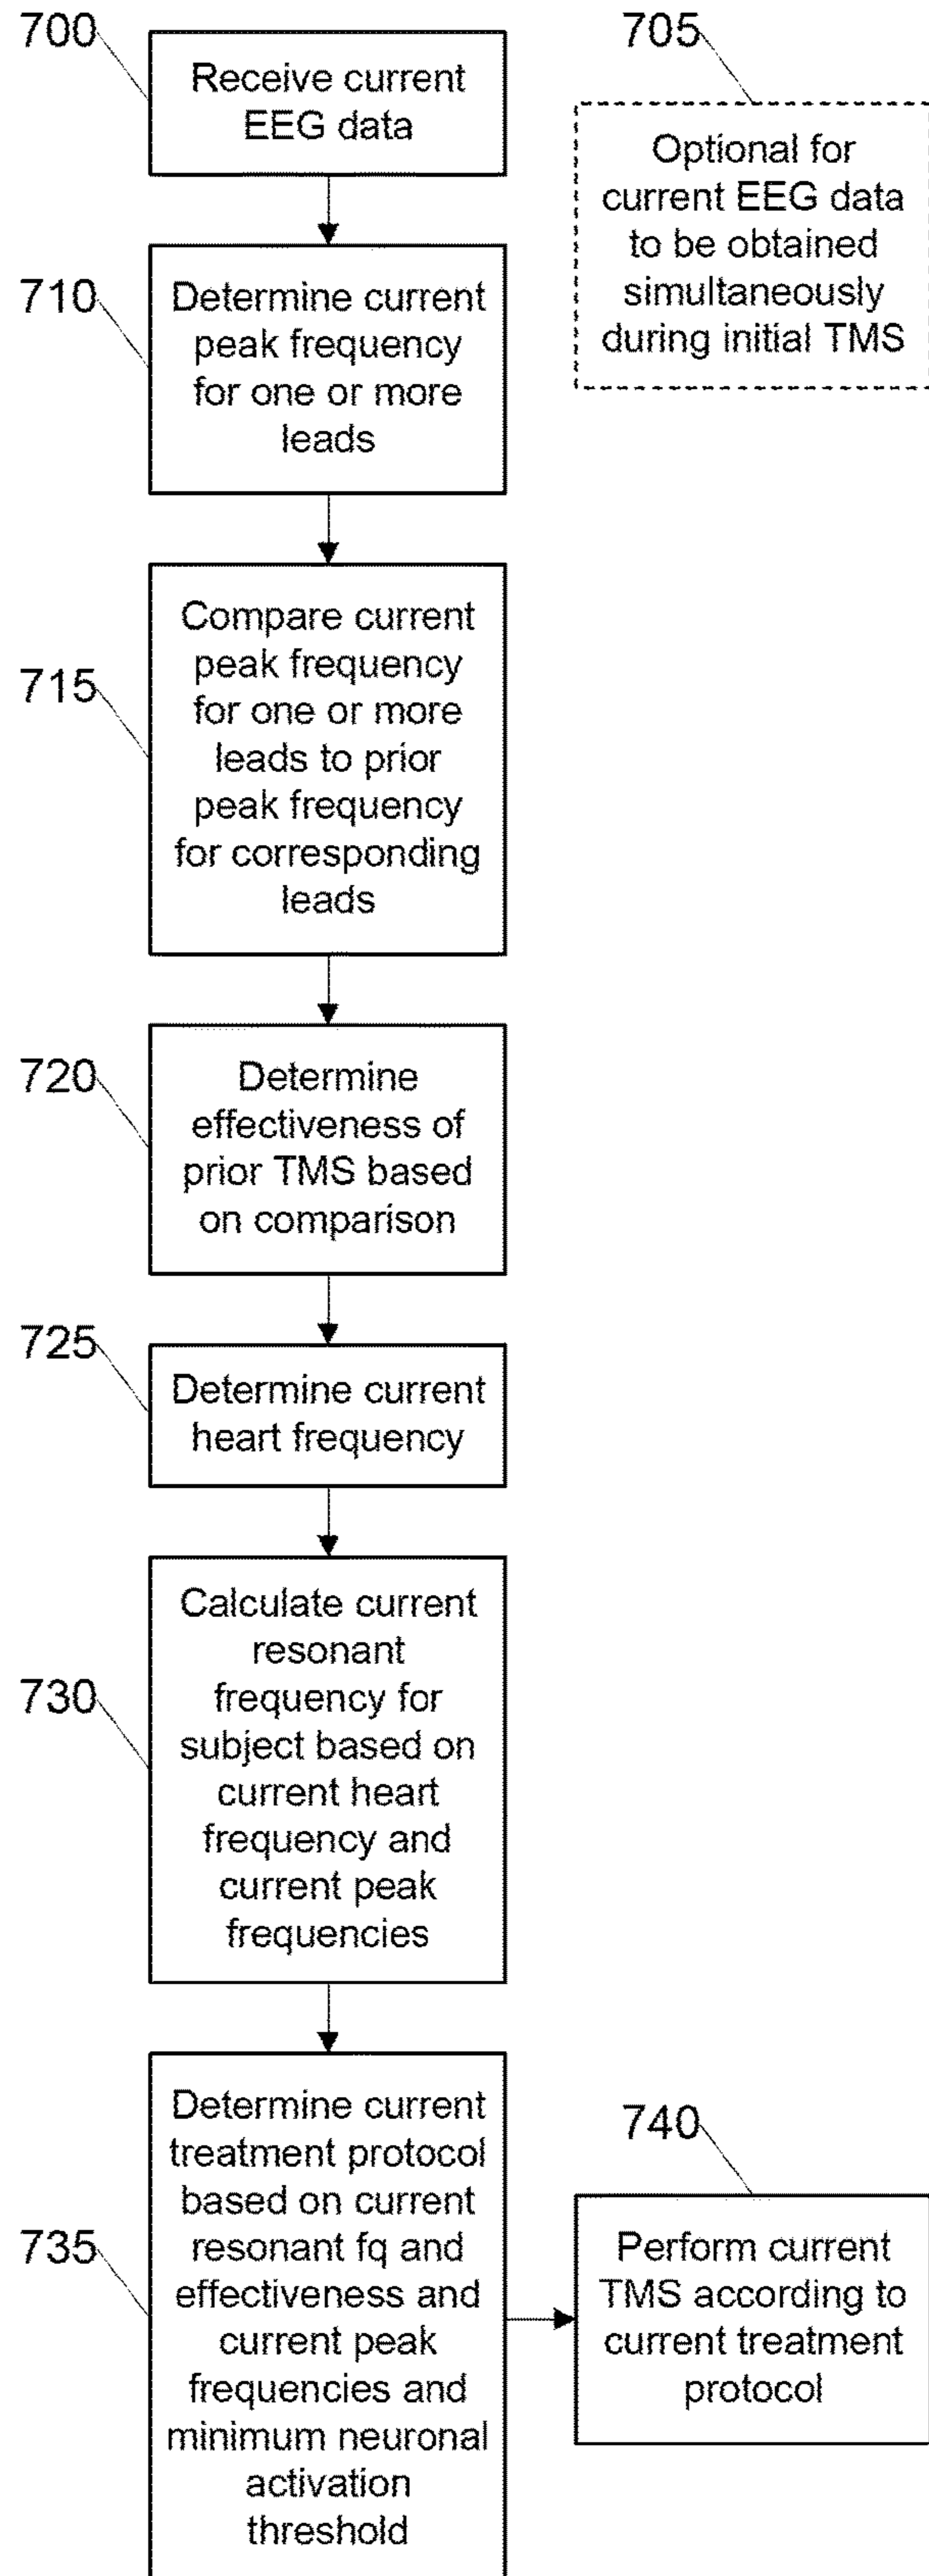 700
Receive current
EEG data
705
Optional for
current EEG data
to be obtained
simultaneously
during initial TMS
710
Determine current
peak frequency
for one or more
leads
715
Compare current
peak frequency
for one or more
leads to prior
peak frequency
for corresponding
leads
720
Determine
effectiveness of
prior TMS based
on comparison
725
Determine current
heart frequency
730
Calculate current
resonant
frequency for
subject based on
current heart
frequency and
current peak
frequencies
735
Determine current
treatment protocol
based on current
resonant fq and
effectiveness and
current peak
frequencies and
minimum neuronal
activation
threshold
740
Perform current
TMS according to
current treatment
protocol